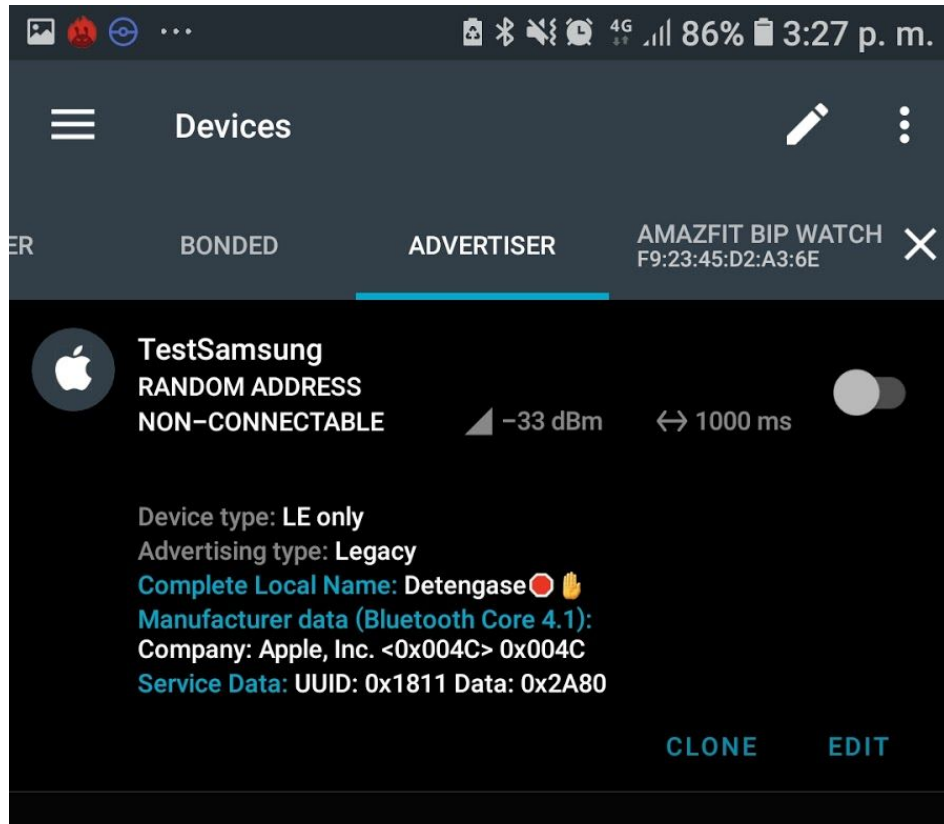 4G 86% 3:27 p. m.
Devices
ER BONDED ADVERTISER AMAZFIT BIP WATCH
F9:23:45:D2:A3:6E
TestSamsung
RANDOM ADDRESS
NON-CONNECTABLE -33 dBm 1000 ms
Device type: LE only
Advertising type: Legacy
Complete Local Name: Detengase🛑✋
Manufacturer data (Bluetooth Core 4.1):
Company: Apple, Inc. <0x004C> 0x004C
Service Data: UUID: 0x1811 Data: 0x2A80
CLONE EDIT